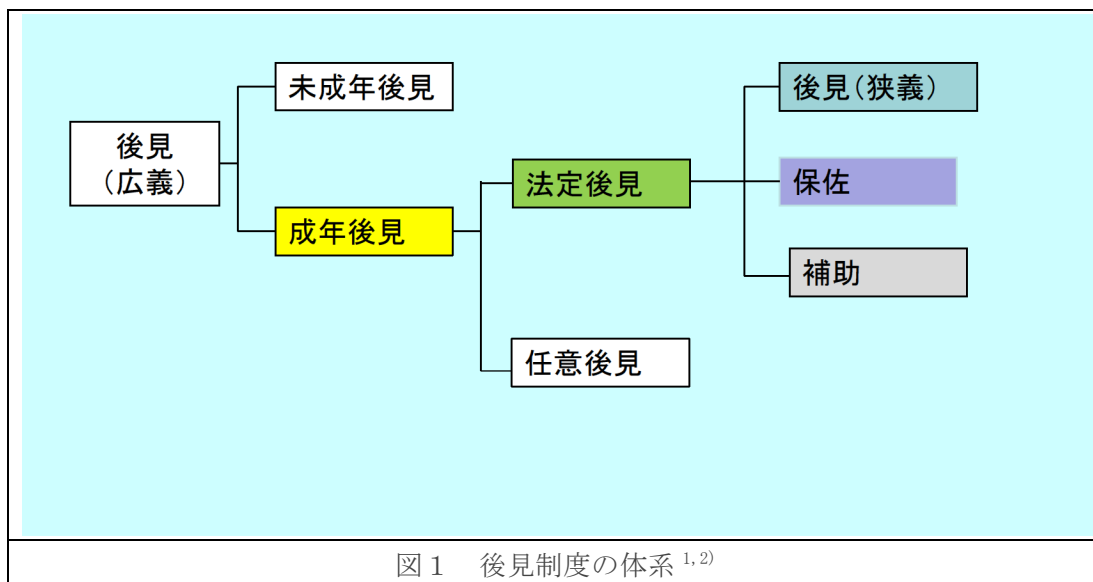 後見
（広義）
未成年後見
成年後見
法定後見
任意後見
後見（狭義）
保佐
補助
図１　後見制度の体系 1,2)